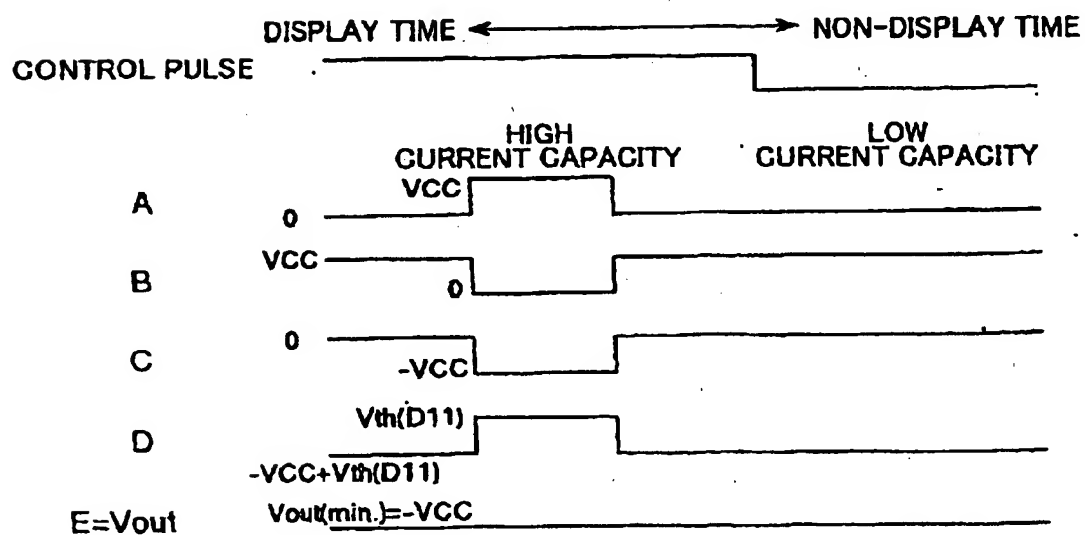 DISPLAY TIME NON-DISPLAY TIME
CONTROL PULSE
HIGH LOW
CURRENT CAPACITY CURRENT CAPACITY
VCC
A
0
VCC
B
0
0
C
-VCC
Vth(D11)
D
-VCC+Vth(D11)
E=Vout Vout(min.)=-VCC